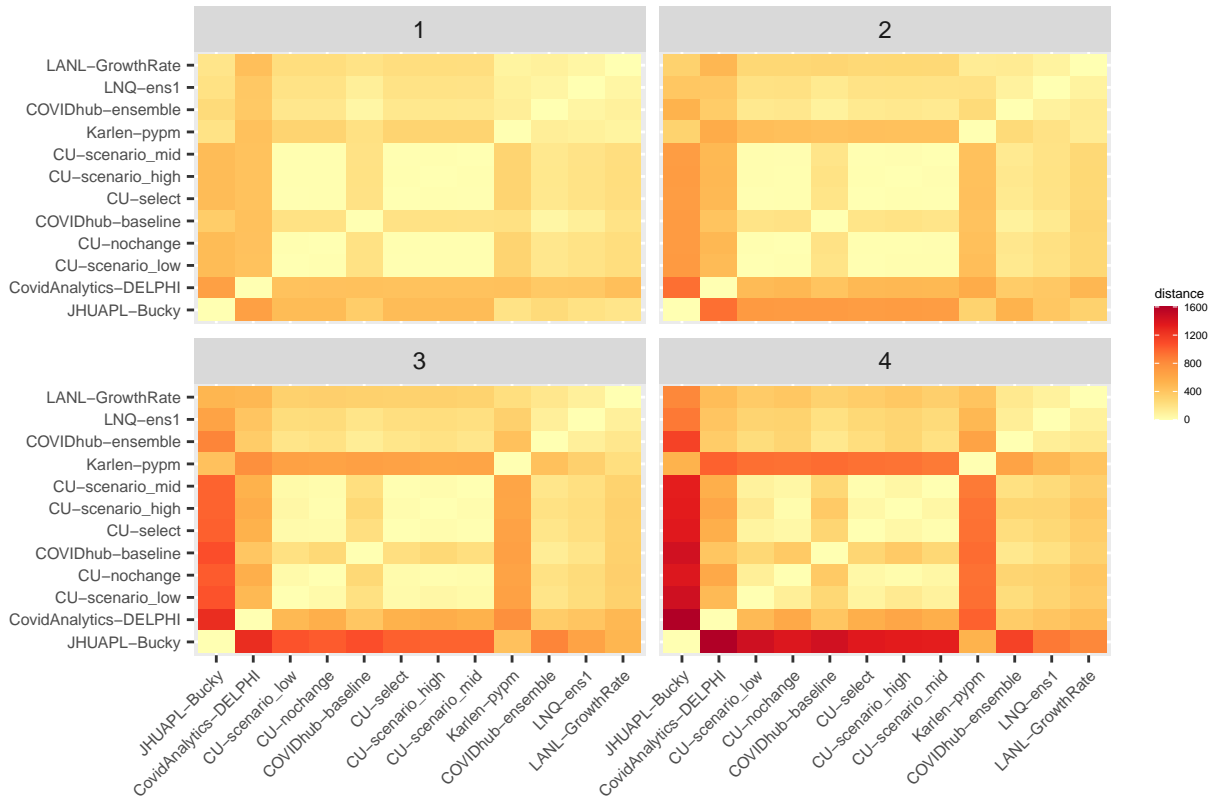 1
2
LANL−GrowthRate
LNQ−ens1
COVIDhub−ensemble
Karlen−pypm
CU−scenario_mid
CU−scenario_high
CU−select
COVIDhub−baseline
CU−nochange
CU−scenario_low
CovidAnalytics−DELPHI
JHUAPL−Bucky
distance
1600
1200
800
400
0
3
4
LANL−GrowthRate
LNQ−ens1
COVIDhub−ensemble
Karlen−pypm
CU−scenario_mid
CU−scenario_high
CU−select
COVIDhub−baseline
CU−nochange
CU−scenario_low
CovidAnalytics−DELPHI
JHUAPL−Bucky
JHUAPL−Bucky
CovidAnalytics−DELPHI
CU−scenario_low
CU−nochange
COVIDhub−baseline
CU−select
CU−scenario_high
CU−scenario_mid
Karlen−pypm
COVIDhub−ensemble
LNQ−ens1
LANL−GrowthRate
JHUAPL−Bucky
CovidAnalytics−DELPHI
CU−scenario_low
CU−nochange
COVIDhub−baseline
CU−select
CU−scenario_high
CU−scenario_mid
Karlen−pypm
COVIDhub−ensemble
LNQ−ens1
LANL−GrowthRate